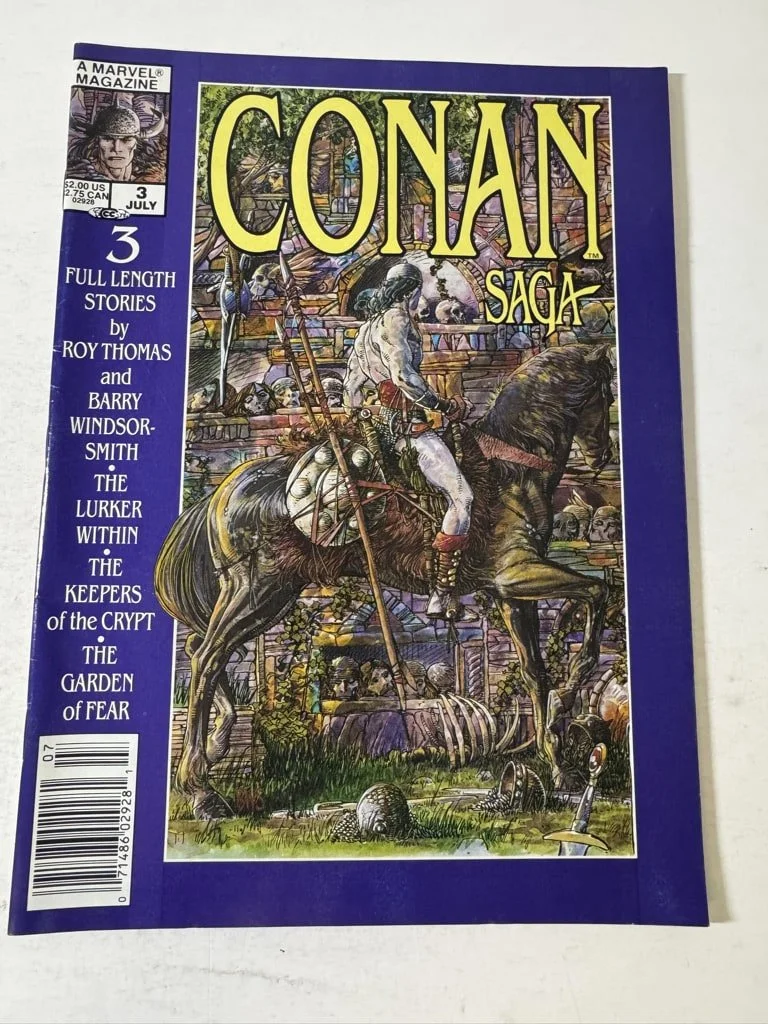 A MARVEL®
MAGAZINE
$2.00 US
2.75 CAN
02928
3
JULY
CC
CONAN
TM
SAGA
3
FULL LENGTH
STORIES
by
ROY THOMAS
and
BARRY
WINDSOR-
SMITH
•
THE
LURKER
WITHIN
•
THE
KEEPERS
of the CRYPT
•
THE
GARDEN
of FEAR
07
0 71486 02928 1